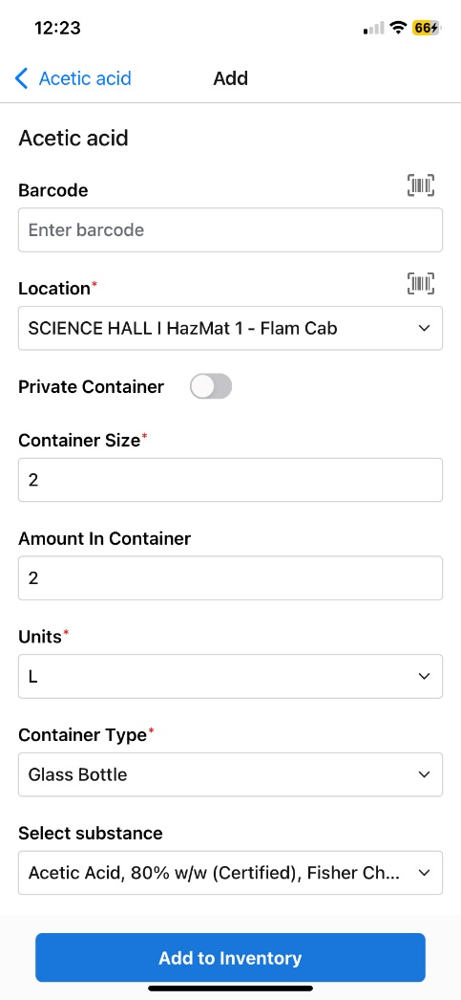 12:23
66
Acetic acid
Add
Acetic acid
Barcode
Enter barcode
Location*
SCIENCE HALL I HazMat 1 - Flam Cab
Private Container
Container Size*
2
Amount In Container
2
Units*
L
Container Type*
Glass Bottle
Select substance
Acetic Acid, 80% w/w (Certified), Fisher Ch...
Add to Inventory